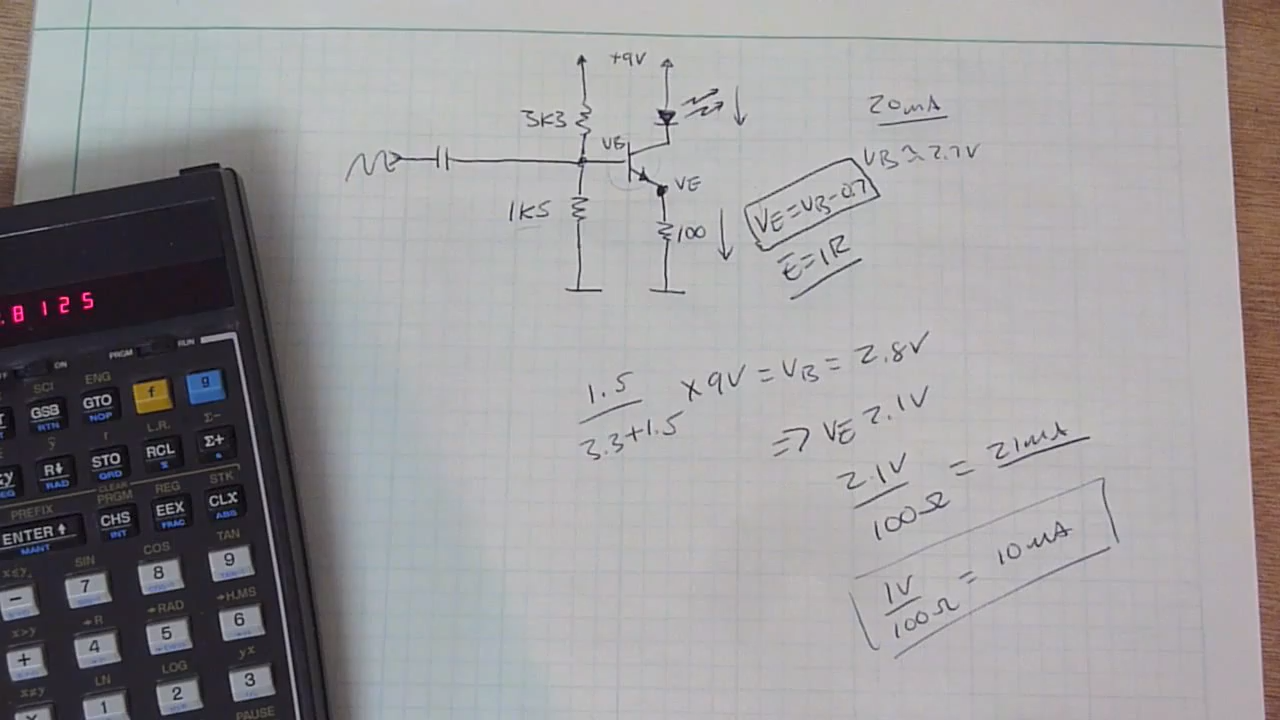 +9V
3K3
VE
VE
1K5
100
20mA
VB≈2.7V
VE=VB-0.7
E=IR
1.5
3.3+1.5
x 9V = VB = 2.8V
=> VE 2.1V
2.1V
100Ω
= 21mA
1V
100Ω
= 10mA
.8125
ON
PRGM
RUN
SCI
ENG
GSB
RTN
GTO
NOP
f
g
L.R.
Σ-
R↓
RAD
STO
GRD
RCL
Σ+
CLEAR
PREFIX
PRGM
REG
STK
ENTER↑
MANT
CHS
INT
EEX
FRAC
CLX
ABS
x≤y
SIN
COS
TAN
-
7
8
9
x>y
→R
→RAD
→H.MS
+
4
5
6
x≠y
LN
LOG
yx
1
2
3
PAUSE